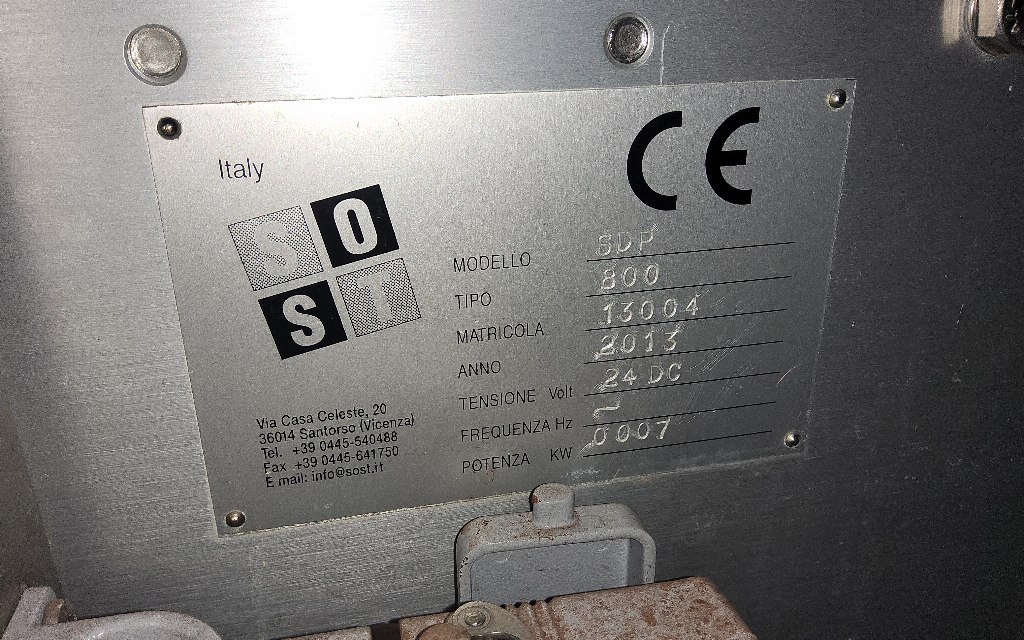 Italy
CE
S O
S T
MODELLO SDP
TIPO 800
MATRICOLA 13004
ANNO 2013
TENSIONE Volt 24 DC
FREQUENZA Hz ~
POTENZA KW 0007
Via Casa Celeste, 20
36014 Santorso (Vicenza)
Tel. +39 0445-540488
Fax +39 0445-641750
E mail: info@sost.it